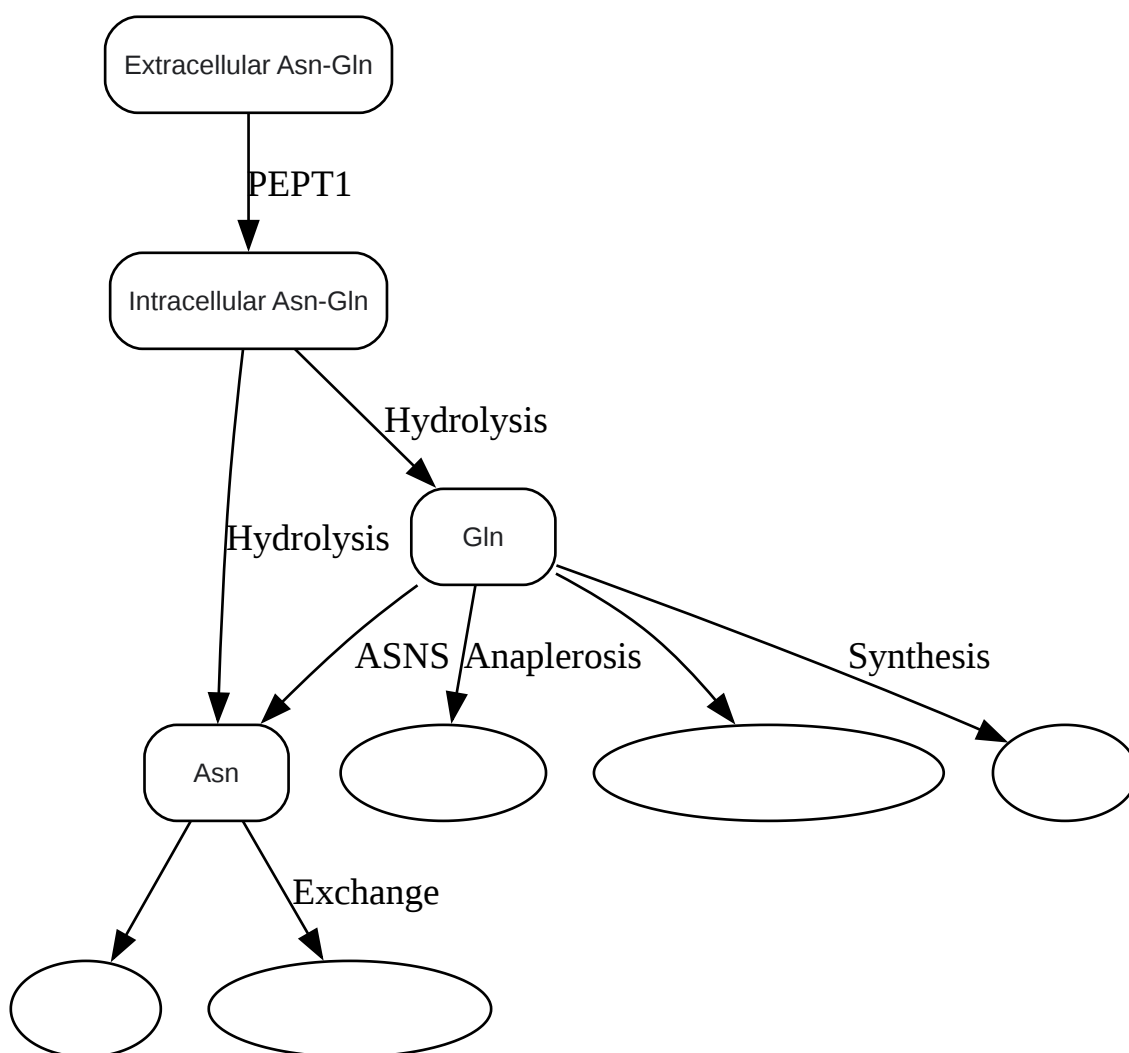 Extracellular Asn-Gln
PEPT1
Intracellular Asn-Gln
Hydrolysis
Hydrolysis
Gln
ASNS
Anaplerosis
Synthesis
Asn
Exchange